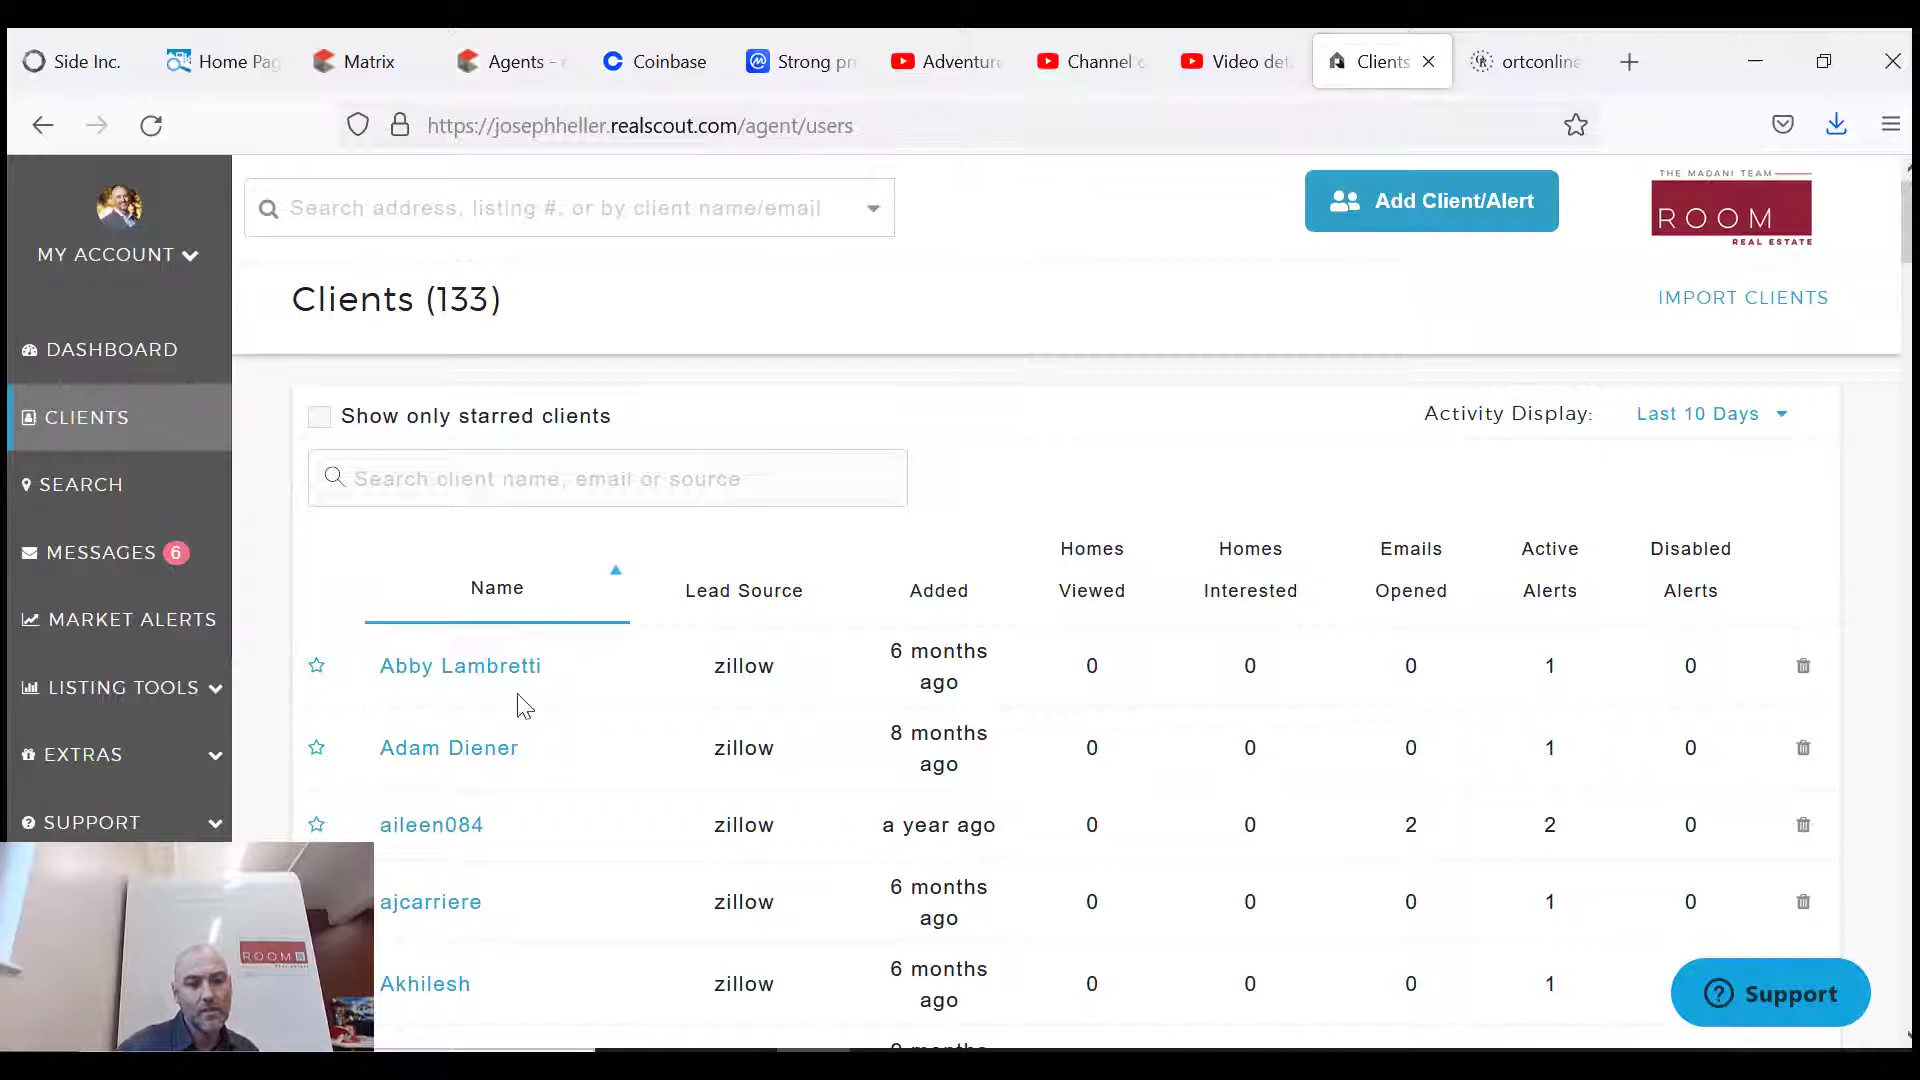 Side Inc.
Home Pag
Matrix
Agents -
Coinbase
Strong pr
Adventure
Channel c
Video det
Clients
ortconline
https://josephheller.realscout.com/agent/users
MY ACCOUNT
Search address, listing #, or by client name/email
Add Client/Alert
THE MADANI TEAM
ROOM
REAL ESTATE
Clients (133)
IMPORT CLIENTS
DASHBOARD
CLIENTS
SEARCH
MESSAGES 6
MARKET ALERTS
LISTING TOOLS
EXTRAS
SUPPORT
Show only starred clients
Activity Display: Last 10 Days
Search client name, email or source
Name
Lead Source
Added
Homes Viewed
Homes Interested
Emails Opened
Active Alerts
Disabled Alerts
Abby Lambretti zillow 6 months ago 0 0 0 1 0
Adam Diener zillow 8 months ago 0 0 0 1 0
aileen084 zillow a year ago 0 0 2 2 0
ajcarriere zillow 6 months ago 0 0 0 1 0
Akhilesh zillow 6 months ago 0 0 0 1
Support
ROOM